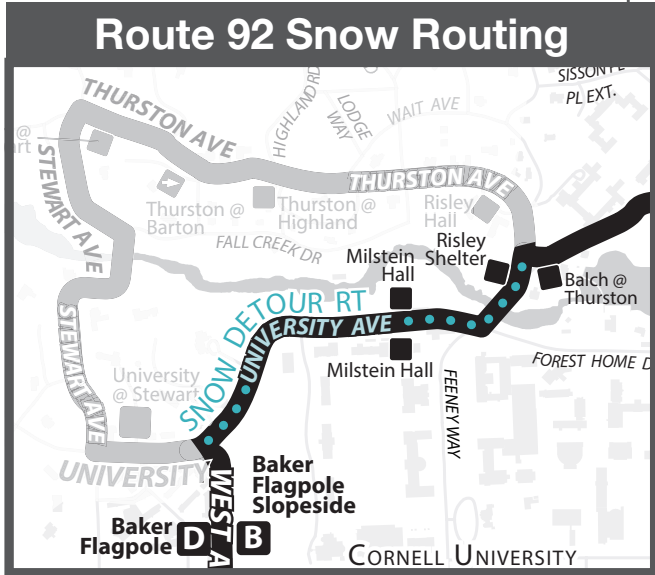 Route 92 Snow Routing
SISSON PL
PL EXT.
THURSTON AVE
HIGHLAND RD
LODGE
WAY
WAIT AVE
@
art
STEWART AVE
THURSTON AVE
Thurston @
Barton
Thurston @
Highland
Risley
Hall
FALL CREEK DR
Milstein
Hall
Risley
Shelter
Balch @
Thurston
SNOW DETOUR RT
UNIVERSITY AVE
STEWART AVE
Milstein Hall
FOREST HOME D
FEENEY WAY
University
@ Stewart
UNIVERSITY
WEST A
Baker
Flagpole
Slopeside
Baker
Flagpole
D
B
CORNELL UNIVERSITY